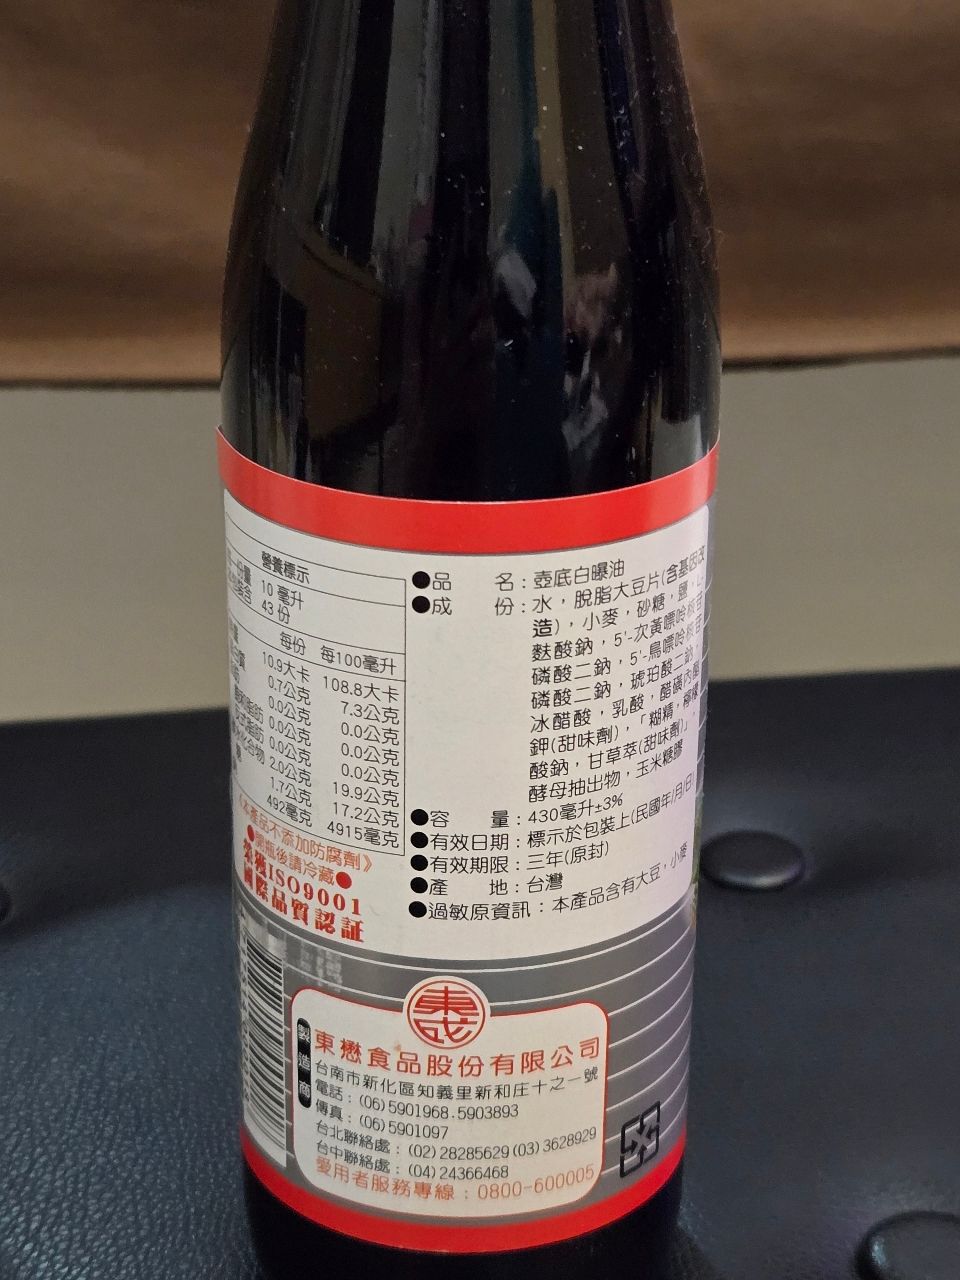 營養標示
10 毫升
43 份
每份 每100毫升
10.9大卡 108.8大卡
0.7公克 7.3公克
0.0公克 0.0公克
0.0公克 0.0公克
0.0公克 0.0公克
2.0公克 19.9公克
1.7公克 17.2公克
492毫克 4915毫克
《本產品不添加防腐劑》
●開瓶後請冷藏●
榮獲ISO9001
國際品質認証
●品 名：壺底白曝油
●成 份：水，脫脂大豆片(含基因改
造)，小麥，砂糖，鹽，L-
麩酸鈉，5'-次黃嘌呤核苷
磷酸二鈉，5'-鳥嘌呤核苷
磷酸二鈉，琥珀酸二鈉，
冰醋酸，乳酸，醋磺內酯
鉀(甜味劑)，「糊精，檸檬
酸鈉，甘草萃(甜味劑)」，
酵母抽出物，玉米糖膠
●容 量：430毫升±3%
●有效日期：標示於包裝上(民國年/月/日)
●有效期限：三年(原封)
●產 地：台灣
●過敏原資訊：本產品含有大豆，小麥
東成
製造商
東懋食品股份有限公司
台南市新化區知義里新和庄十之一號
電話：(06)5901968.5903893
傳真：(06)5901097
台北聯絡處：(02)28285629(03)3628929
台中聯絡處：(04)24366468
愛用者服務專線：0800-600005